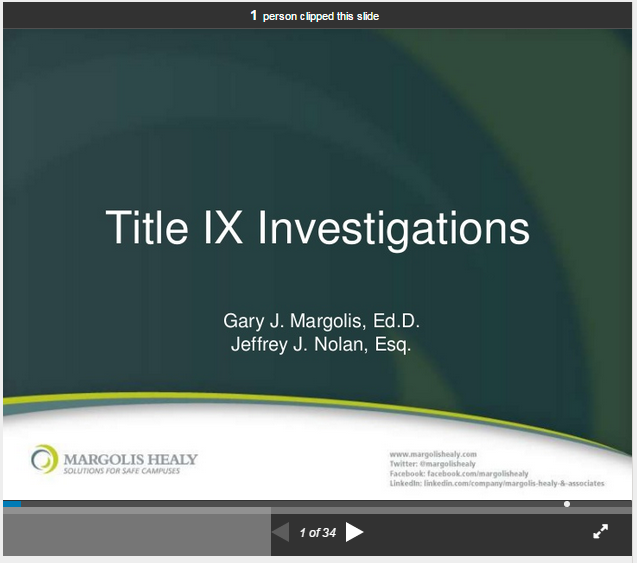 1 person clipped this slide
Title IX Investigations
Gary J. Margolis, Ed.D.
Jeffrey J. Nolan, Esq.
MARGOLIS HEALY
SOLUTIONS FOR SAFE CAMPUSES
www.margolishealy.com
Twitter: @margolishealy
Facebook: facebook.com/margolishealy
LinkedIn: linkedin.com/company/margolis-healy-&-associates
1 of 34